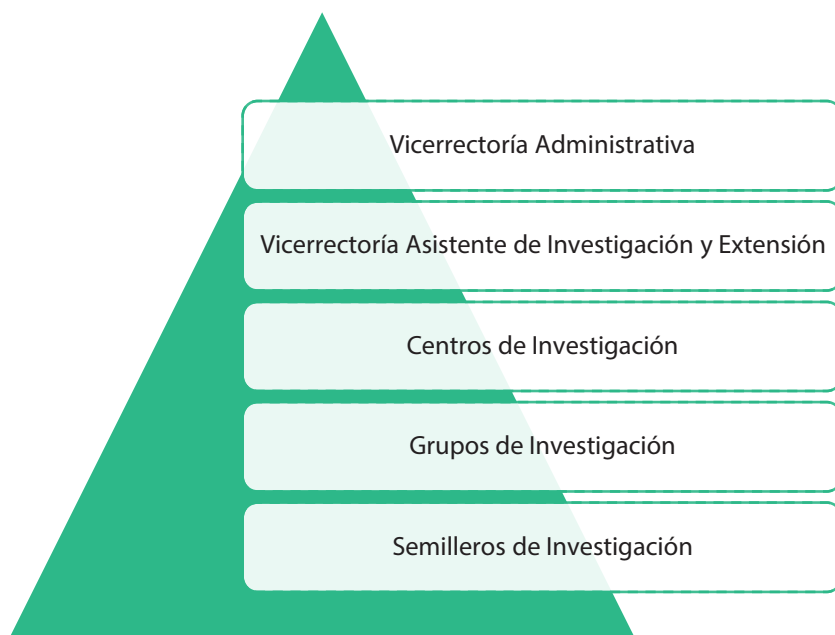 Vicerrectoría Administrativa
Vicerrectoría Asistente de Investigación y Extensión
Centros de Investigación
Grupos de Investigación
Semilleros de Investigación